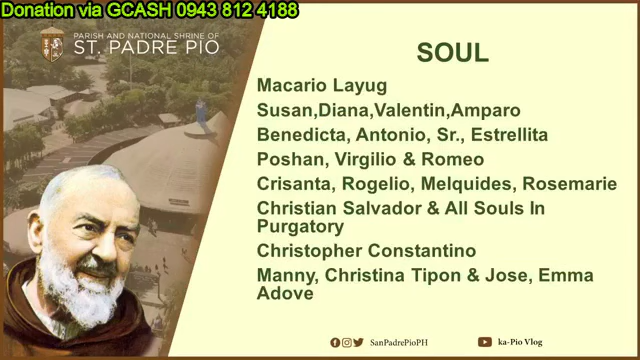 Donation via GCASH 0943 812 4188
PARISH AND NATIONAL SHRINE OF
ST. PADRE PIO
SOUL
Macario Layug
Susan,Diana,Valentin,Amparo
Benedicta, Antonio, Sr., Estrellita
Poshan, Virgilio & Romeo
Crisanta, Rogelio, Melquides, Rosemarie
Christian Salvador & All Souls In
Purgatory
Christopher Constantino
Manny, Christina Tipon & Jose, Emma
Adove
SanPadrePioPH
ka-Pio Vlog